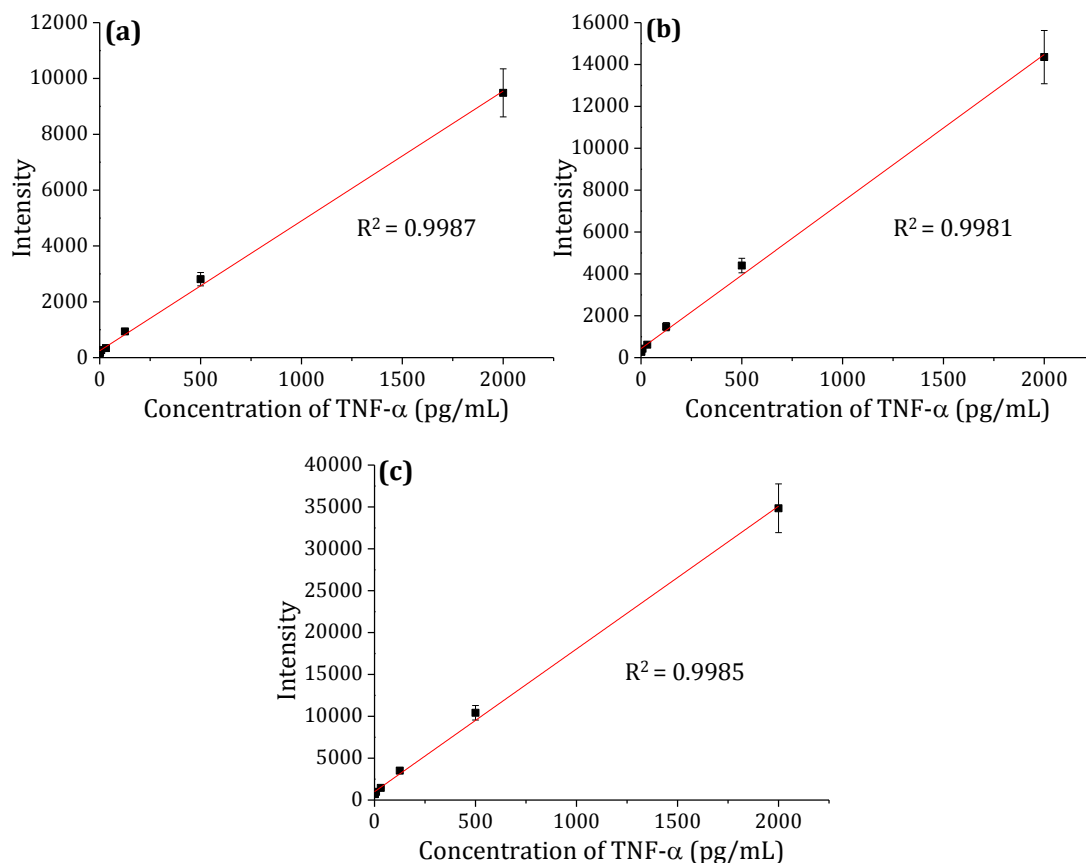 (a)
12000
10000
8000
6000
4000
2000
0
Intensity
R² = 0.9987
0 500 1000 1500 2000
Concentration of TNF-α (pg/mL)
(b)
16000
14000
12000
10000
8000
6000
4000
2000
0
Intensity
R² = 0.9981
0 500 1000 1500 2000
Concentration of TNF-α (pg/mL)
(c)
40000
35000
30000
25000
20000
15000
10000
5000
0
Intensity
R² = 0.9985
0 500 1000 1500 2000
Concentration of TNF-α (pg/mL)